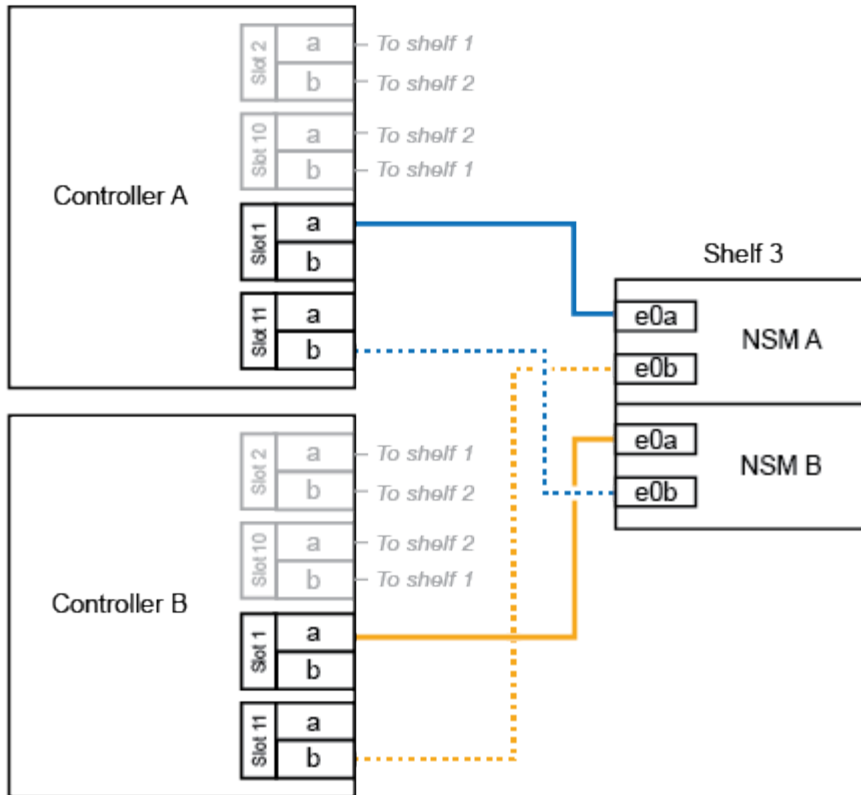 Controller A
Slot 2
a
To shelf 1
b
To shelf 2
Slot 10
a
To shelf 2
b
To shelf 1
Slot 1
a
b
Slot 11
a
b
Shelf 3
e0a
NSM A
e0b
e0a
NSM B
e0b
Controller B
Slot 2
a
To shelf 1
b
To shelf 2
Slot 10
a
To shelf 2
b
To shelf 1
Slot 1
a
b
Slot 11
a
b